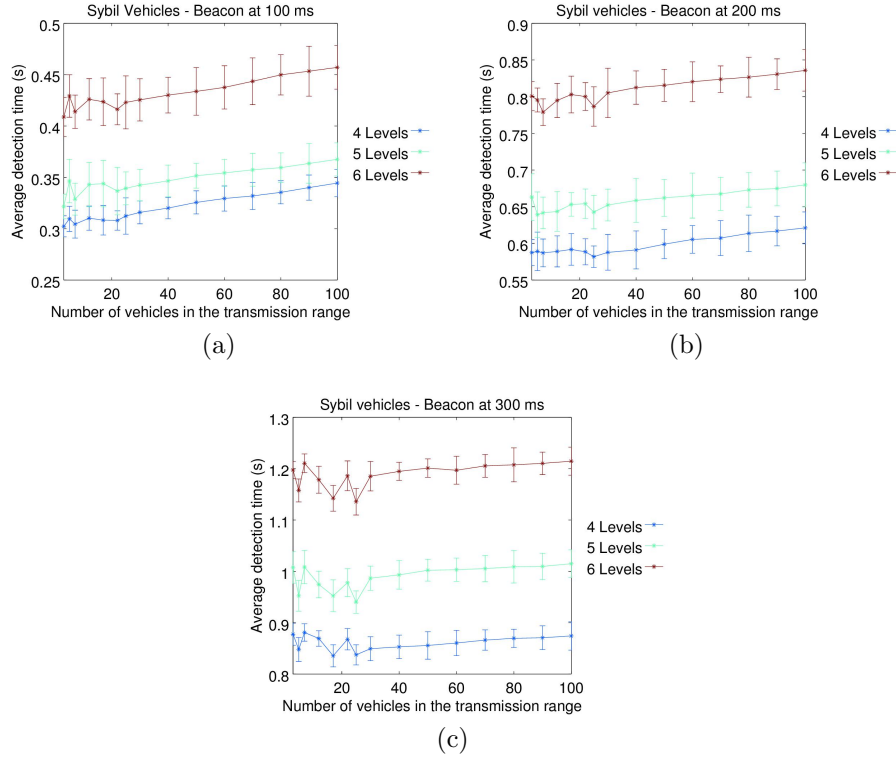 Sybil Vehicles - Beacon at 100 ms
0.5
0.45
0.4
0.35
0.3
0.25
Average detection time (s)
20 40 60 80 100
Number of vehicles in the transmission range
4 Levels
5 Levels
6 Levels
(a)
Sybil vehicles - Beacon at 200 ms
0.9
0.85
0.8
0.75
0.7
0.65
0.6
0.55
Average detection time (s)
20 40 60 80 100
Number of vehicles in the transmission range
4 Levels
5 Levels
6 Levels
(b)
Sybil vehicles - Beacon at 300 ms
1.3
1.2
1.1
1
0.9
0.8
Average detection time (s)
20 40 60 80 100
Number of vehicles in the transmission range
4 Levels
5 Levels
6 Levels
(c)